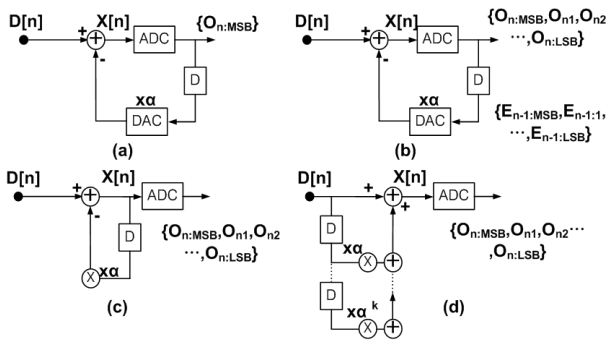 D[n]
+
X[n]
ADC
{On:MSB}
-
D
xα
DAC
(a)
D[n]
+
X[n]
ADC
{On:MSB,On1,On2
⋯,On:LSB}
-
D
xα
DAC
{En-1:MSB,En-1:1,
⋯,En-1:LSB}
(b)
D[n]
+
X[n]
ADC
-
D
{On:MSB,On1,On2
⋯,On:LSB}
X
xα
(c)
D[n]
+
X[n]
+
ADC
D
{On:MSB,On1,On2⋯
,On:LSB}
xα
X
D
xα k
X
(d)